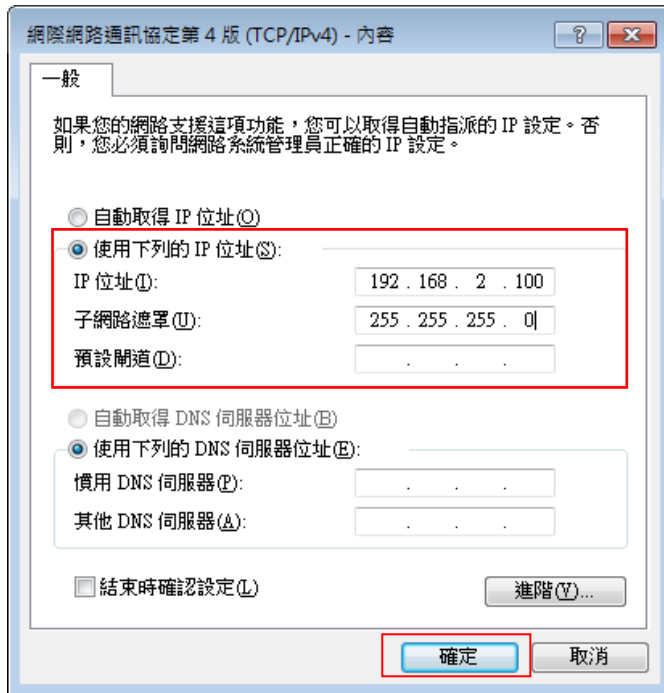 網際網路通訊協定第 4 版 (TCP/IPv4) - 內容
一般
如果您的網路支援這項功能，您可以取得自動指派的 IP 設定。否
則，您必須詢問網路系統管理員正確的 IP 設定。
自動取得 IP 位址(O)
使用下列的 IP 位址(S):
IP 位址(I): 192 . 168 . 2 . 100
子網路遮罩(U): 255 . 255 . 255 . 0
預設閘道(D): . . .
自動取得 DNS 伺服器位址(B)
使用下列的 DNS 伺服器位址(E):
慣用 DNS 伺服器(P): . . .
其他 DNS 伺服器(A): . . .
結束時確認設定(L)
進階(V)...
確定
取消